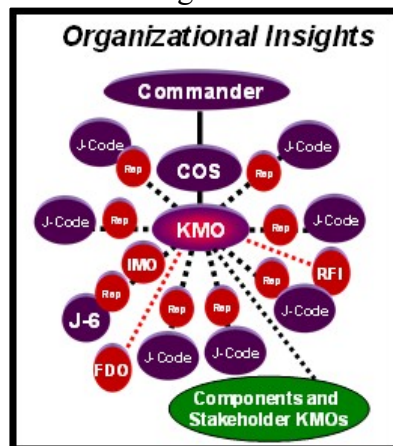 Organizational Insights
Commander
J-Code
Rep
COS
Rep
J-Code
J-Code
Rep
KMO
Rep
J-Code
IMO
Rep
RFI
J-6
Rep
Rep
Rep
J-Code
FDO
J-Code
J-Code
Components and
Stakeholder KMOs